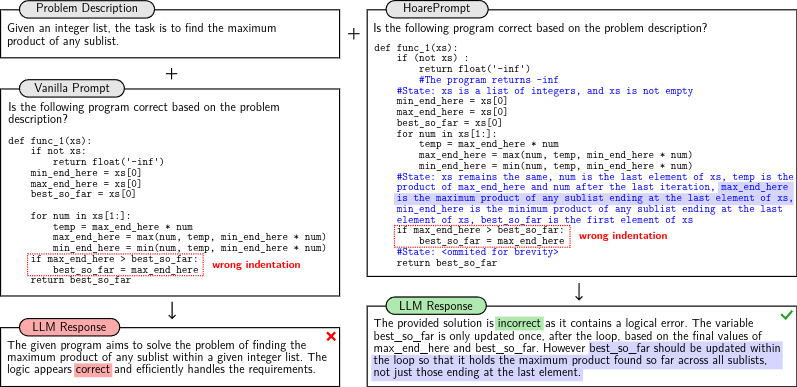 Problem Description
Given an integer list, the task is to find the maximum
product of any sublist.
+
Vanilla Prompt
Is the following program correct based on the problem
description?
def func_1(xs):
    if not xs:
        return float('-inf')
    min_end_here = xs[0]
    max_end_here = xs[0]
    best_so_far = xs[0]
    for num in xs[1:]:
        temp = max_end_here * num
        max_end_here = max(num, temp, min_end_here * num)
        min_end_here = min(num, temp, min_end_here * num)
    if max_end_here > best_so_far:
        best_so_far = max_end_here
wrong indentation
    return best_so_far
LLM Response
The given program aims to solve the problem of finding the
maximum product of any sublist within a given integer list. The
logic appears correct and efficiently handles the requirements.
+
HoarePrompt
Is the following program correct based on the problem description?
def func_1(xs):
    if (not xs) :
        return float('-inf')
        #The program returns -inf
    #State: xs is a list of integers, and xs is not empty
    min_end_here = xs[0]
    max_end_here = xs[0]
    best_so_far = xs[0]
    for num in xs[1:]:
        temp = max_end_here * num
        max_end_here = max(num, temp, min_end_here * num)
        min_end_here = min(num, temp, min_end_here * num)
    #State: xs remains the same, num is the last element of xs, temp is the
    product of max_end_here and num after the last iteration, max_end_here
    is the maximum product of any sublist ending at the last element of xs,
    min_end_here is the minimum product of any sublist ending at the last
    element of xs, best_so_far is the first element of xs
    if max_end_here > best_so_far:
        best_so_far = max_end_here
wrong indentation
    #State: <ommited for brevity>
    return best_so_far
LLM Response
The provided solution is incorrect as it contains a logical error. The variable
best_so_far is only updated once, after the loop, based on the final values of
max_end_here and best_so_far. However best_so_far should be updated within
the loop so that it holds the maximum product found so far across all sublists,
not just those ending at the last element.